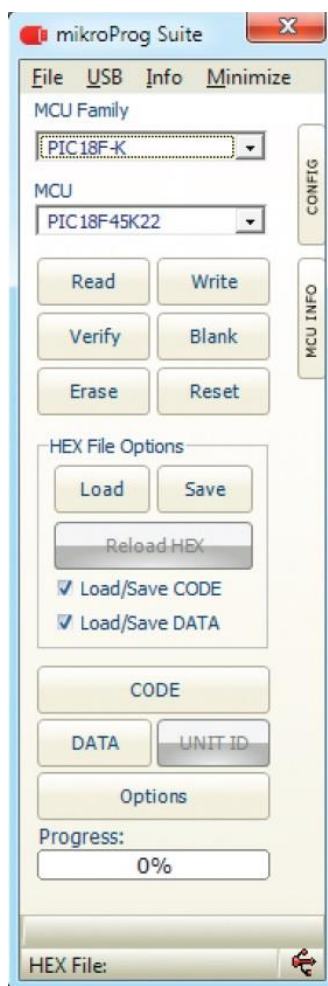 mikroProg Suite
File USB Info Minimize
MCU Family
PIC18F-K
CONFIG
MCU
PIC18F45K22
Read Write
MCU INFO
Verify Blank
Erase Reset
HEX File Options
Load Save
Reload HEX
Load/Save CODE
Load/Save DATA
CODE
DATA UNIT ID
Options
Progress:
0%
HEX File: